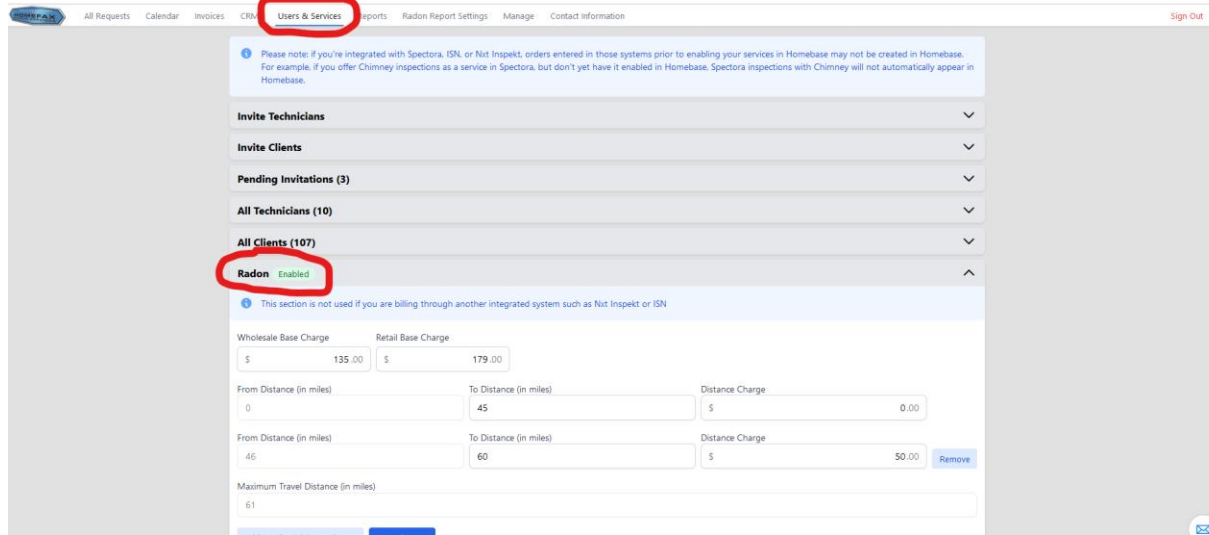 HOMEFAX
All Requests Calendar Invoices CRM Users & Services Reports Radon Report Settings Manage Contact Information Sign Out
Please note: if you're integrated with Spectora, ISN, or Nxt Inspekt, orders entered in those systems prior to enabling your services in Homebase may not be created in Homebase.
For example, if you offer Chimney inspections as a service in Spectora, but don't yet have it enabled in Homebase, Spectora inspections with Chimney will not automatically appear in
Homebase.
Invite Technicians
Invite Clients
Pending Invitations (3)
All Technicians (10)
All Clients (107)
Radon Enabled
This section is not used if you are billing through another integrated system such as Nxt Inspekt or ISN
Wholesale Base Charge Retail Base Charge
$ 135.00 $ 179.00
From Distance (in miles) To Distance (in miles) Distance Charge
0 45 $ 0.00
From Distance (in miles) To Distance (in miles) Distance Charge
46 60 $ 50.00 Remove
Maximum Travel Distance (in miles)
61